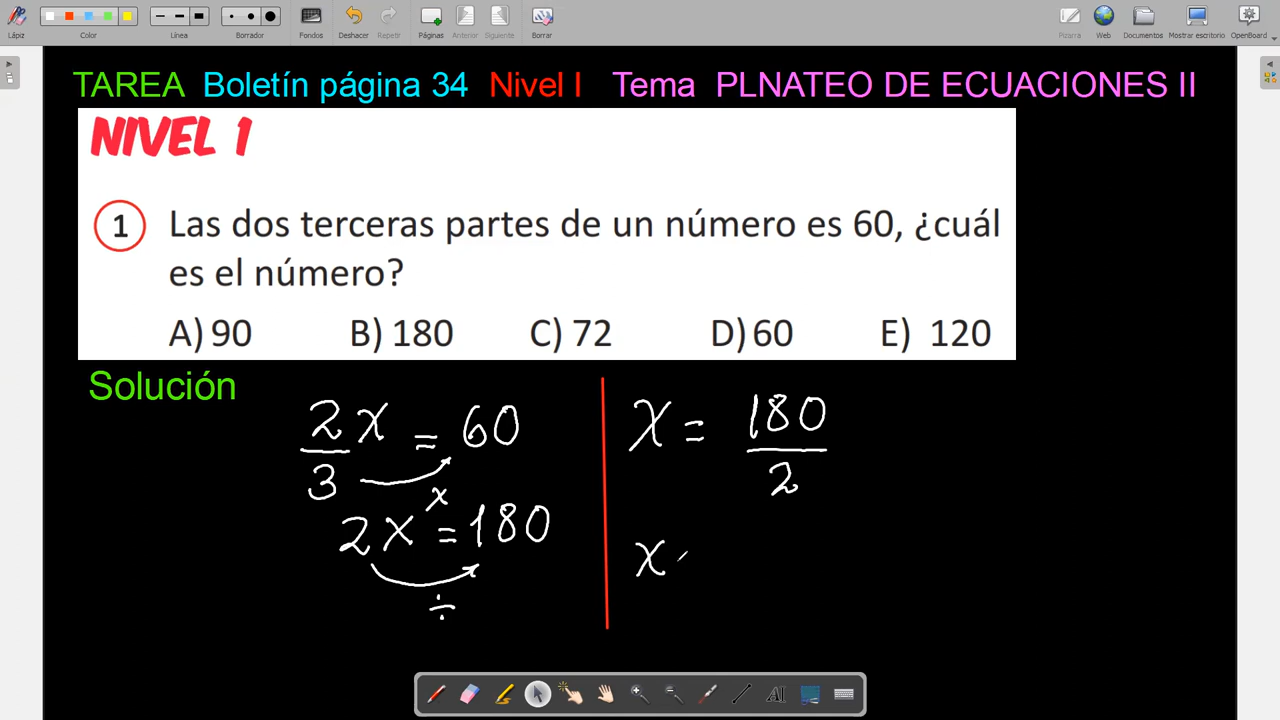 Lápiz Color Línea Borrador Fondos Deshacer Repetir Páginas Anterior Siguiente Borrar Pizarra Web Documentos Mostrar escritorio OpenBoard
TAREA Boletín página 34 Nivel I Tema PLNATEO DE ECUACIONES II
NIVEL 1
1 Las dos terceras partes de un número es 60, ¿cuál
es el número?
A) 90 B) 180 C) 72 D) 60 E) 120
Solución
2/3 x = 60
x
2x = 180
÷
x = 180/2
x
AI